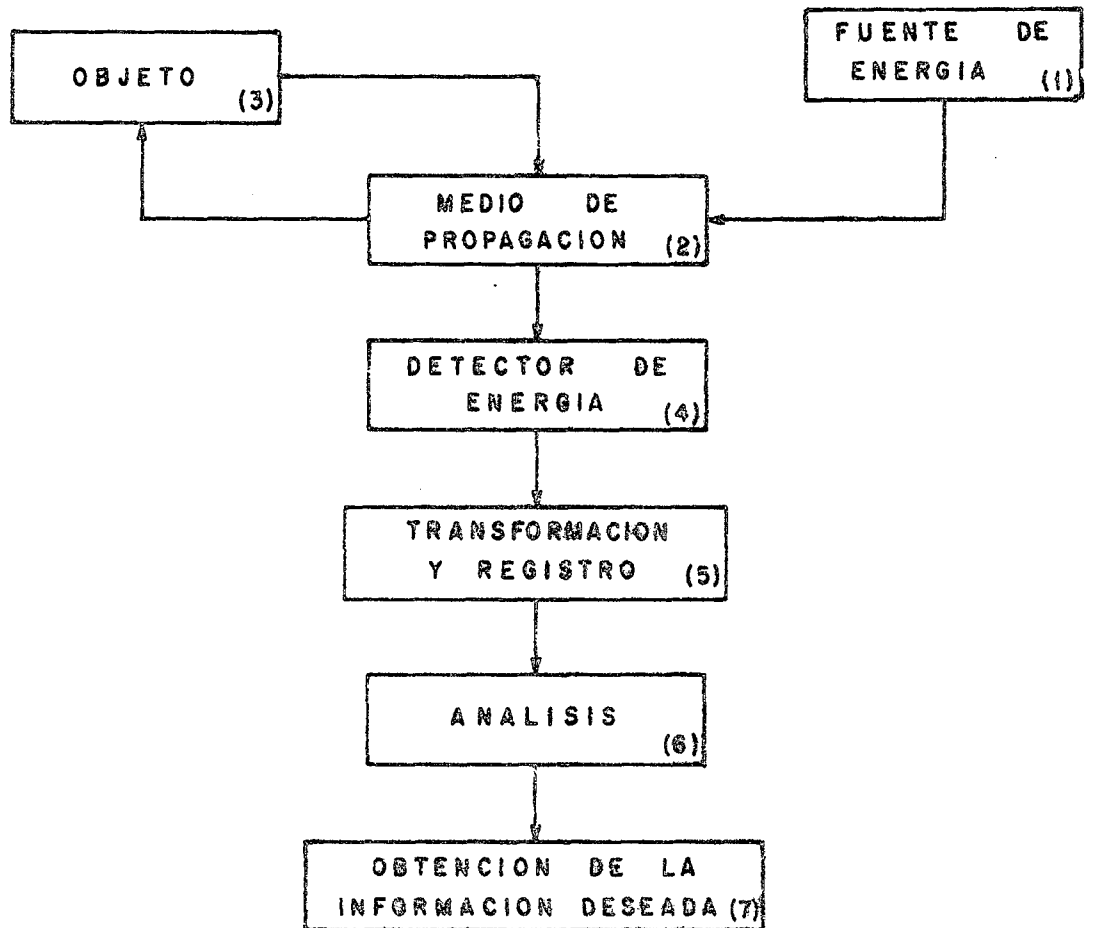 FUENTE DE
ENERGIA (1)
OBJETO
(3)
MEDIO DE
PROPAGACION (2)
DETECTOR DE
ENERGIA (4)
TRANSFORMACION
Y REGISTRO (5)
ANALISIS
(6)
OBTENCION DE LA
INFORMACION DESEADA (7)